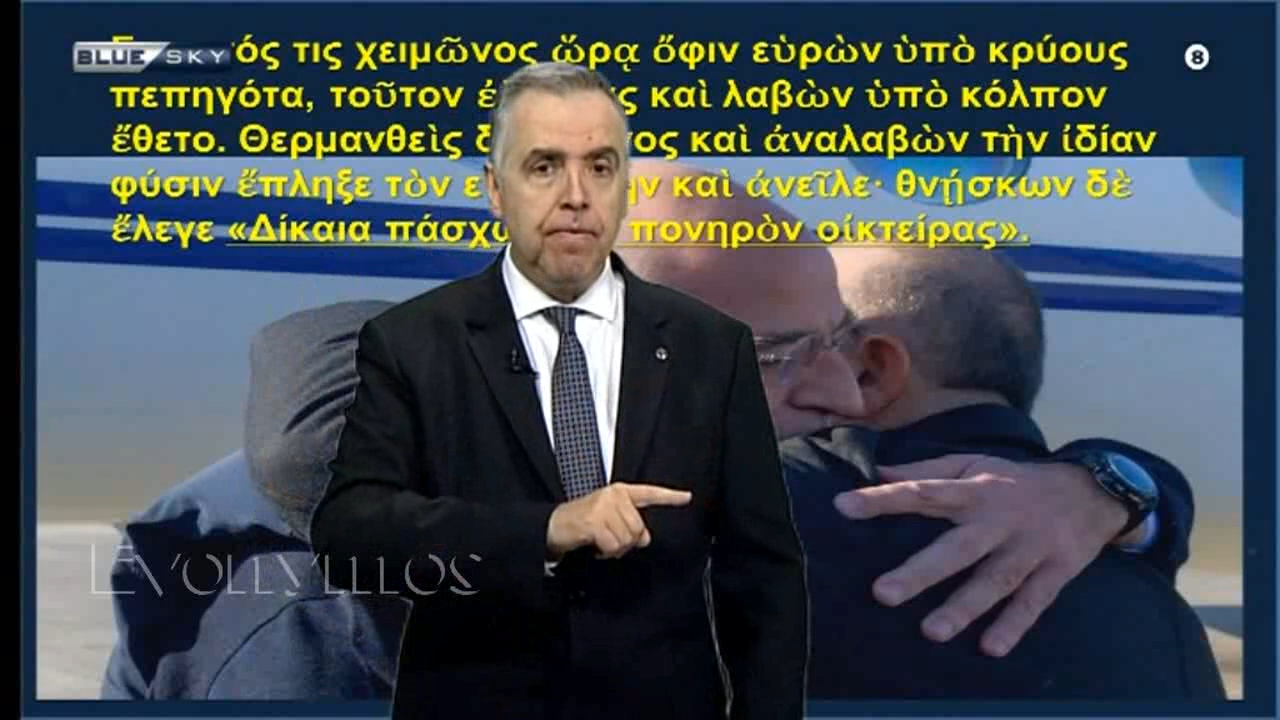 BLUE SKY
8
τις χειμῶνος ὥρᾳ ὄφιν εὑρὼν ὑπὸ κρύους
πεπηγότα, τοῦτον καὶ λαβὼν ὑπὸ κόλπον
ἔθετο. Θερμανθεὶς καὶ ἀναλαβὼν τὴν ἰδίαν
φύσιν ἔπληξε τὸν καὶ ἀνεῖλε· θνῄσκων δὲ
ἔλεγε «Δίκαια πονηρὸν οἰκτείρας».